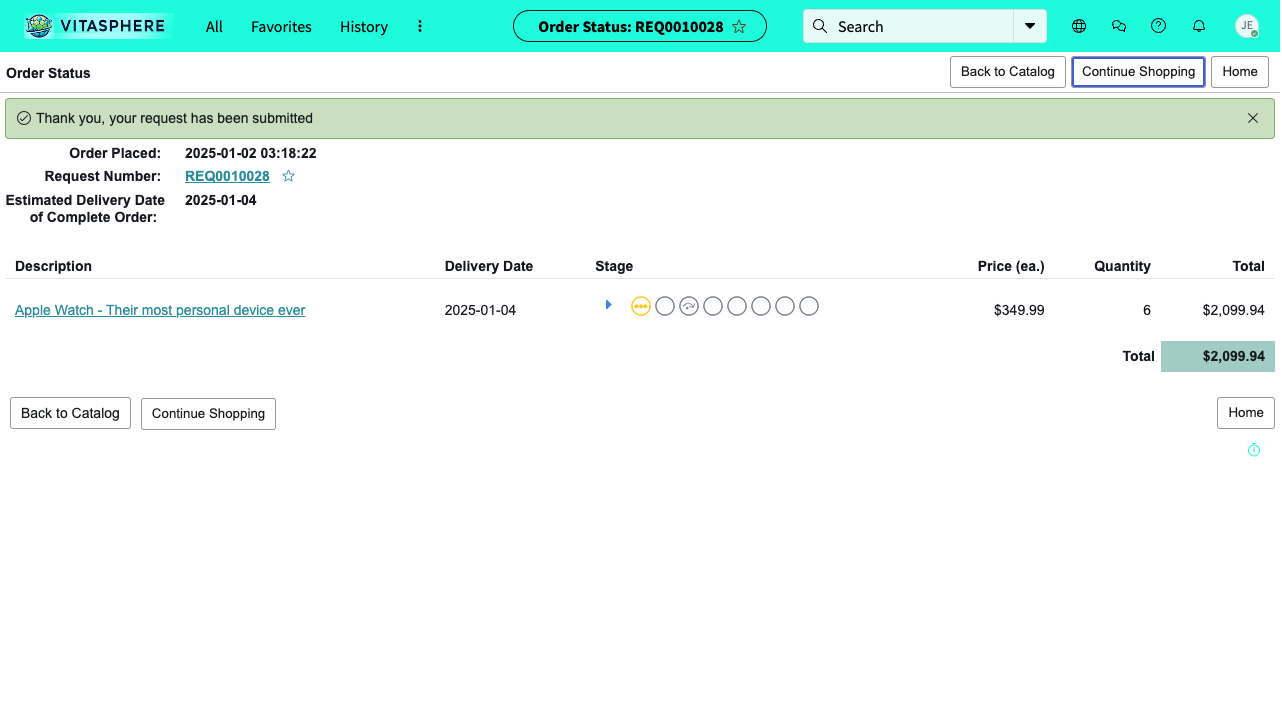 VITASPHERE
All
Favorites
History
Order Status: REQ0010028
Search
JE
Order Status
Back to Catalog
Continue Shopping
Home
Thank you, your request has been submitted
Order Placed: 2025-01-02 03:18:22
Request Number: REQ0010028
Estimated Delivery Date of Complete Order: 2025-01-04
Description Delivery Date Stage Price (ea.) Quantity Total
Apple Watch - Their most personal device ever 2025-01-04 $349.99 6 $2,099.94
Total $2,099.94
Back to Catalog
Continue Shopping
Home